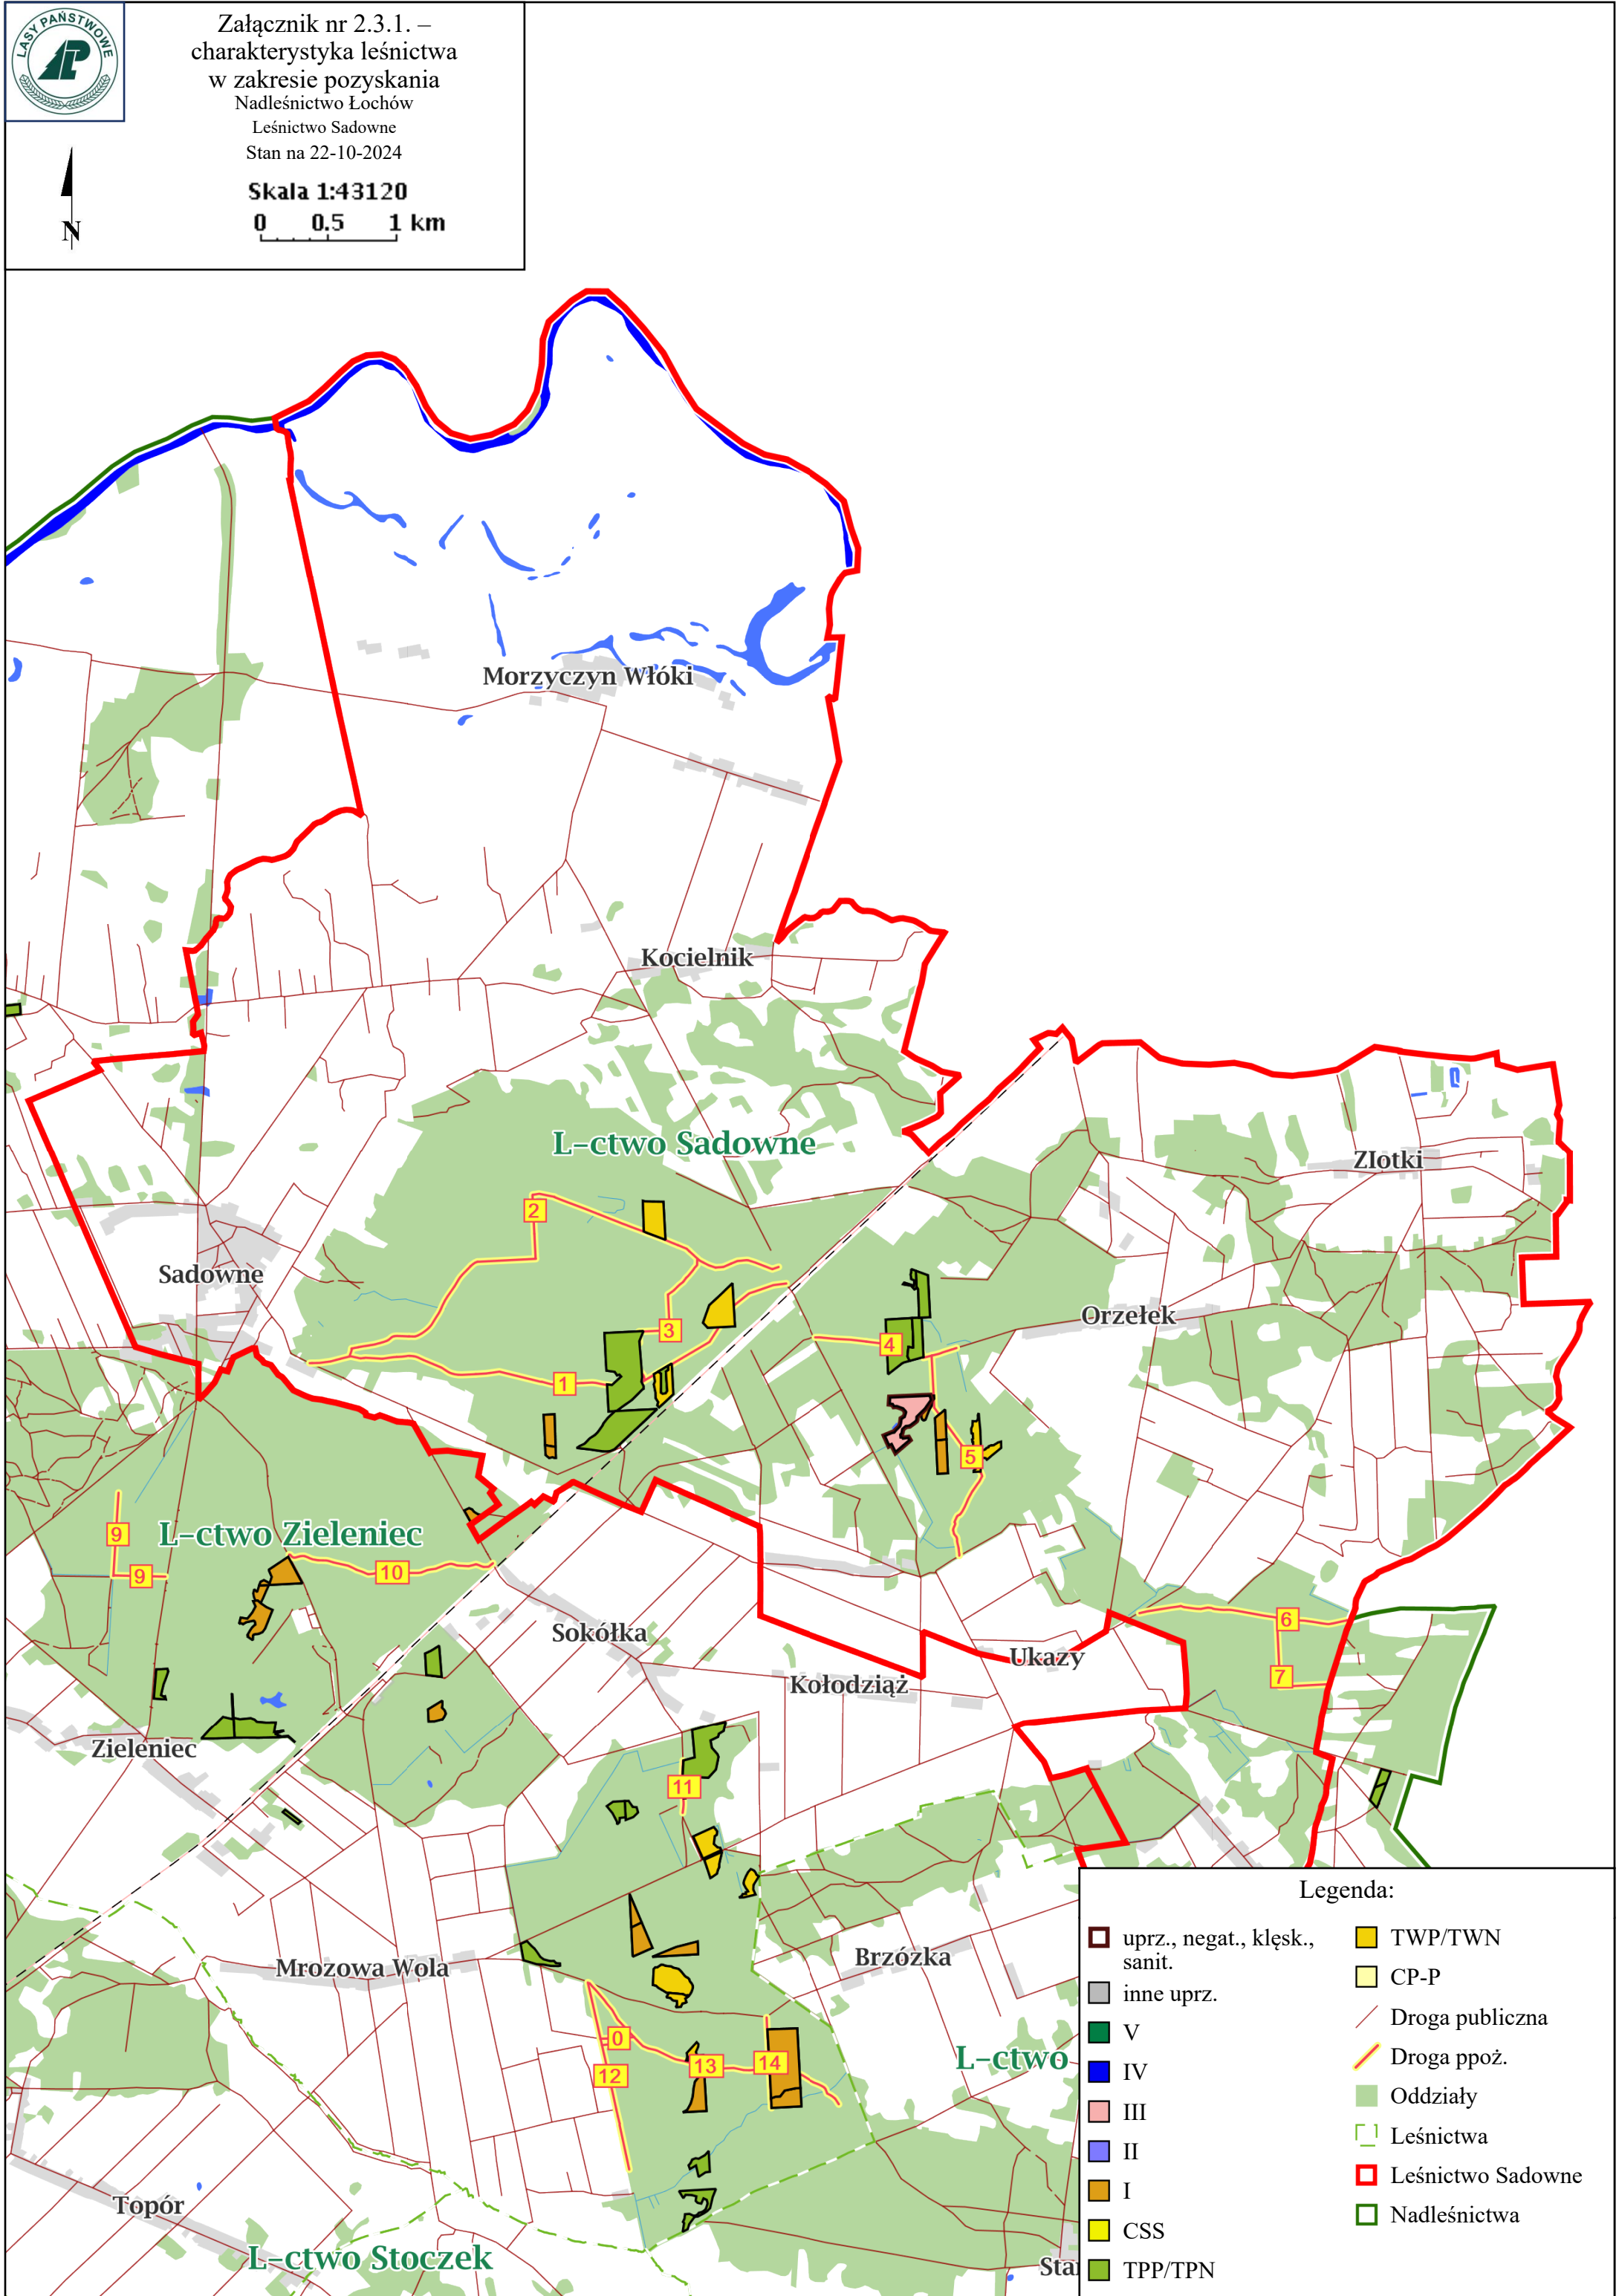 LASY PAŃSTWOWE
Załącznik nr 2.3.1. –
charakterystyka leśnictwa
w zakresie pozyskania
Nadleśnictwo Łochów
Leśnictwo Sadowne
Stan na 22-10-2024
Skala 1:43120
0 0.5 1 km
N
Morzyczyn Włóki
Kocielnik
L-ctwo Sadowne
Zlotki
2
Sadowne
Orzełek
3
4
1
5
9
L-ctwo Zieleniec
10
9
6
Sokółka
Ukazy
7
Kołodziąż
Zieleniec
11
Brzózka
Mrozowa Wola
0
L-ctwo
13
14
12
Topór
L-ctwo Stoczek
Star
Legenda:
uprz., negat., klęsk.,
sanit.
inne uprz.
V
IV
III
II
I
CSS
TPP/TPN
TWP/TWN
CP-P
Droga publiczna
Droga ppoż.
Oddziały
Leśnictwa
Leśnictwo Sadowne
Nadleśnictwa